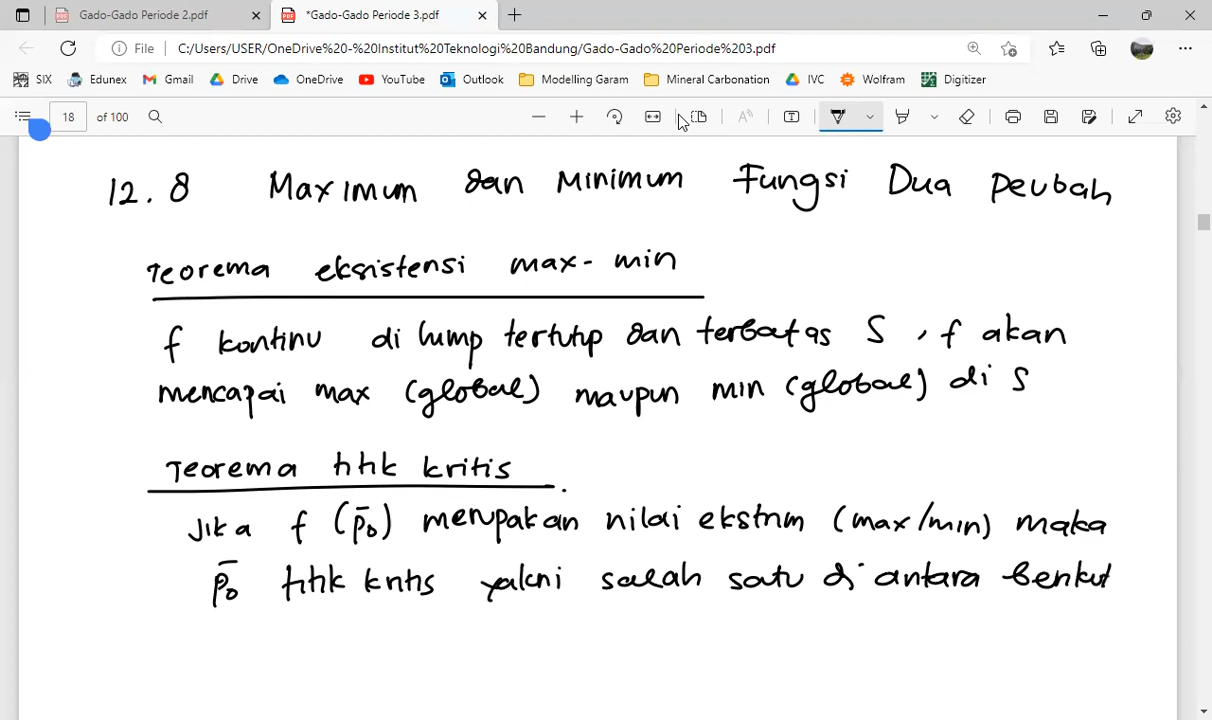 Gado-Gado Periode 2.pdf
*Gado-Gado Periode 3.pdf
File C:/Users/USER/OneDrive%20-%20Institut%20Teknologi%20Bandung/Gado-Gado%20Periode%203.pdf
SIX Edunex Gmail Drive OneDrive YouTube Outlook Modelling Garam Mineral Carbonation IVC Wolfram Digitizer
18 of 100
12.8 Maximum dan Minimum Fungsi Dua Peubah
Teorema eksistensi max-min
f kontinu di himp tertutup dan terbatas S, f akan
mencapai max (global) maupun min (global) di S
Teorema titik kritis.
Jika f (p̄₀) merupakan nilai ekstrim (max/min) maka
p̄₀ titik kritis yakni salah satu di antara berikut